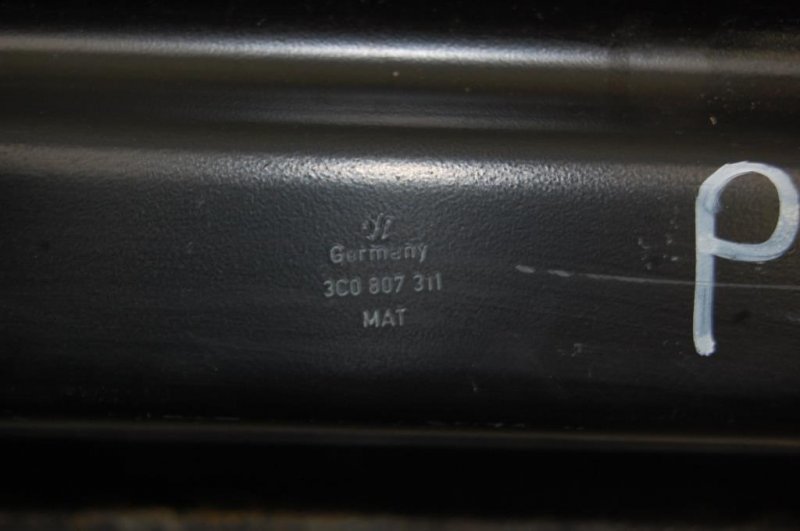 Germany
3C0 807 311
MAT
P